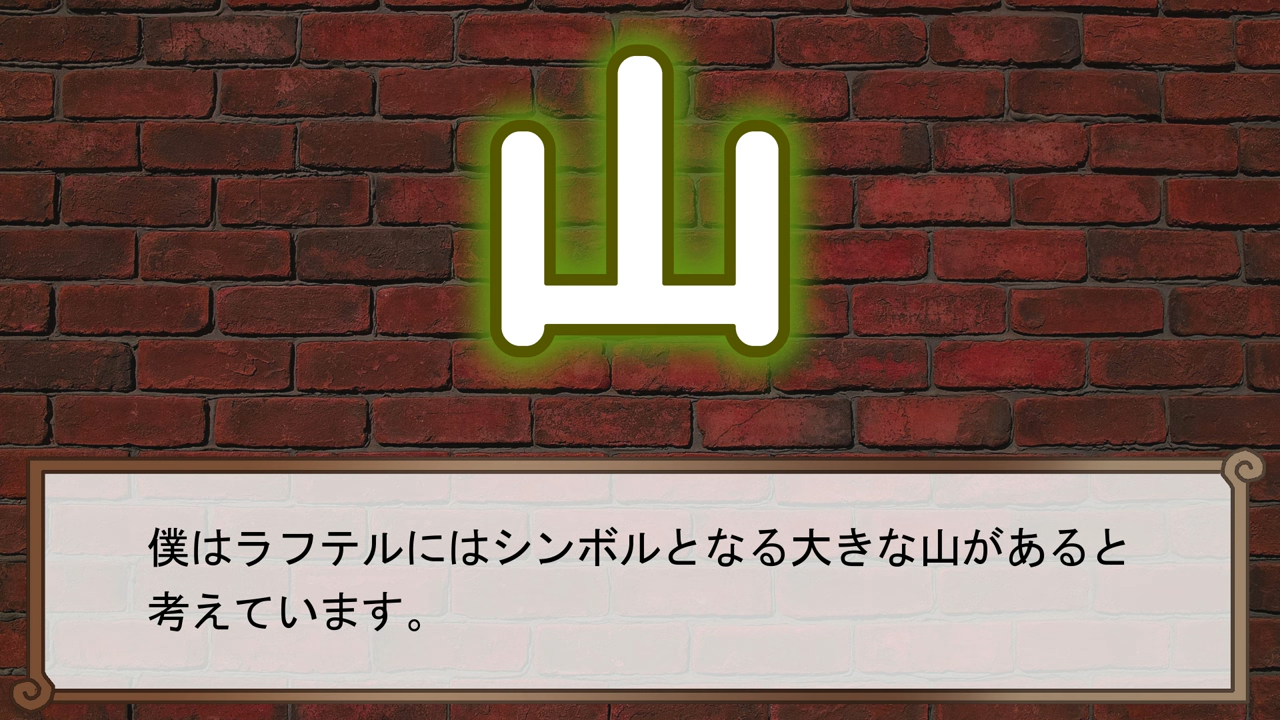 山
僕はラフテルにはシンボルとなる大きな山があると
考えています。